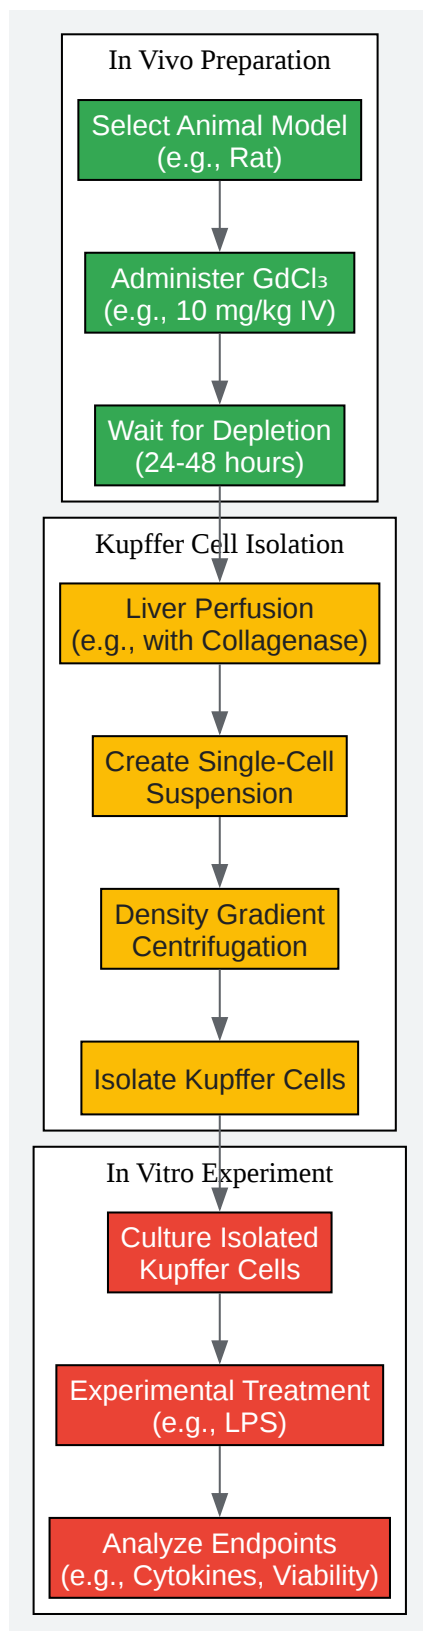 In Vivo Preparation
Select Animal Model
(e.g., Rat)
Administer GdCl₃
(e.g., 10 mg/kg IV)
Wait for Depletion
(24-48 hours)
Kupffer Cell Isolation
Liver Perfusion
(e.g., with Collagenase)
Create Single-Cell
Suspension
Density Gradient
Centrifugation
Isolate Kupffer Cells
In Vitro Experiment
Culture Isolated
Kupffer Cells
Experimental Treatment
(e.g., LPS)
Analyze Endpoints
(e.g., Cytokines, Viability)